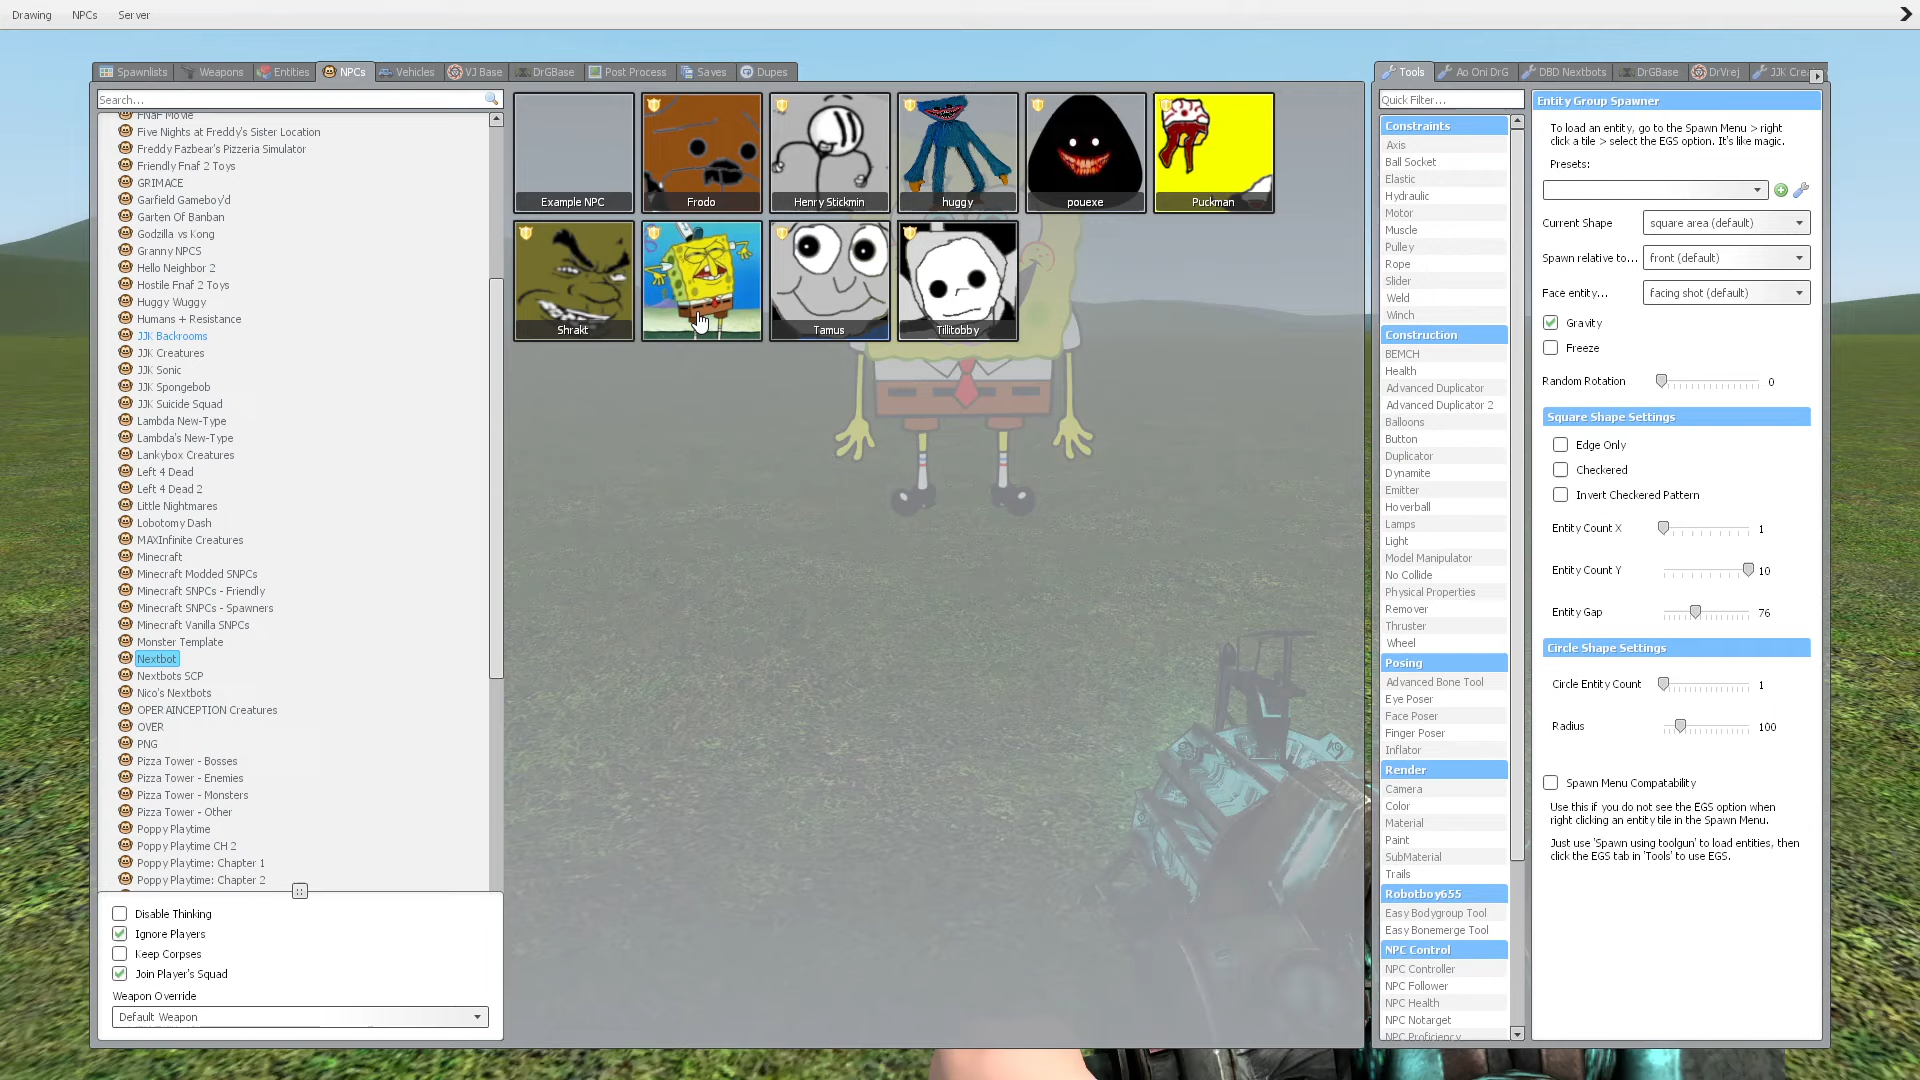 Drawing NPCs Server
Spawnlists Weapons Entities NPCs Vehicles VJ Base DrGBase Post Process Saves Dupes
Search...
FNaF Movie
Five Nights at Freddy's Sister Location
Freddy Fazbear's Pizzeria Simulator
Friendly Fnaf 2 Toys
GRIMACE
Garfield Gameboy'd
Garten Of Banban
Godzilla vs Kong
Granny NPCS
Hello Neighbor 2
Hostile Fnaf 2 Toys
Huggy Wuggy
Humans + Resistance
JJK Backrooms
JJK Creatures
JJK Sonic
JJK Spongebob
JJK Suicide Squad
Lambda New-Type
Lambda's New-Type
Lankybox Creatures
Left 4 Dead
Left 4 Dead 2
Little Nightmares
Lobotomy Dash
MAXInfinite Creatures
Minecraft
Minecraft Modded SNPCs
Minecraft SNPCs - Friendly
Minecraft SNPCs - Spawners
Minecraft Vanilla SNPCs
Monster Template
Nextbot
Nextbots SCP
Nico's Nextbots
OPERAINCEPTION Creatures
OVER
PNG
Pizza Tower - Bosses
Pizza Tower - Enemies
Pizza Tower - Monsters
Pizza Tower - Other
Poppy Playtime
Poppy Playtime CH 2
Poppy Playtime: Chapter 1
Poppy Playtime: Chapter 2
Disable Thinking
Ignore Players
Keep Corpses
Join Player's Squad
Weapon Override
Default Weapon
Example NPC Frodo Henry Stickmin huggy pouexe Puckman
Shrakt Tamus Tillitobby
Tools Ao Oni DrG DBD Nextbots DrGBase DrVrej JJK Crea
Quick Filter...
Constraints
Axis
Ball Socket
Elastic
Hydraulic
Motor
Muscle
Pulley
Rope
Slider
Weld
Winch
Construction
BEMCH
Health
Advanced Duplicator
Advanced Duplicator 2
Balloons
Button
Duplicator
Dynamite
Emitter
Hoverball
Lamps
Light
Model Manipulator
No Collide
Physical Properties
Remover
Thruster
Wheel
Posing
Advanced Bone Tool
Eye Poser
Face Poser
Finger Poser
Inflator
Render
Camera
Color
Material
Paint
SubMaterial
Trails
Robotboy655
Easy Bodygroup Tool
Easy Bonemerge Tool
NPC Control
NPC Controller
NPC Follower
NPC Health
NPC Notarget
NPC Proficiency
Entity Group Spawner
To load an entity, go to the Spawn Menu > right
click a tile > select the EGS option. It's like magic.
Presets:
Current Shape square area (default)
Spawn relative to... front (default)
Face entity... facing shot (default)
Gravity
Freeze
Random Rotation 0
Square Shape Settings
Edge Only
Checkered
Invert Checkered Pattern
Entity Count X 1
Entity Count Y 10
Entity Gap 76
Circle Shape Settings
Circle Entity Count 1
Radius 100
Spawn Menu Compatability
Use this if you do not see the EGS option when
right clicking an entity tile in the Spawn Menu.
Just use 'Spawn using toolgun' to load entities, then
click the EGS tab in 'Tools' to use EGS.